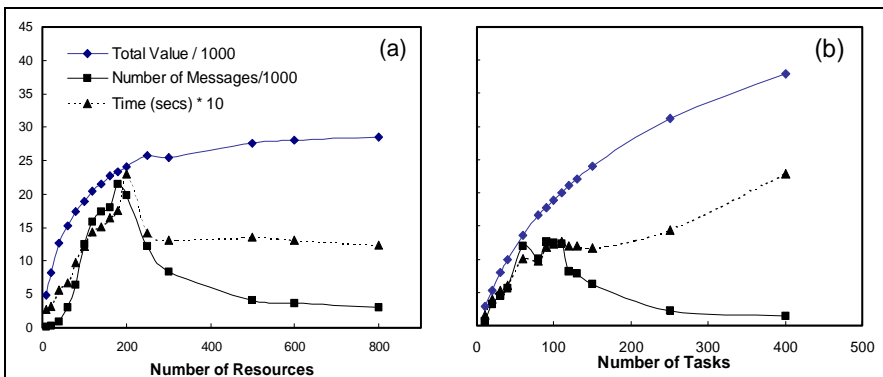 45
40
35
30
25
20
15
10
5
0
(a)
Total Value / 1000
Number of Messages/1000
Time (secs) * 10
0 200 400 600 800
Number of Resources
(b)
0 100 200 300 400 500
Number of Tasks